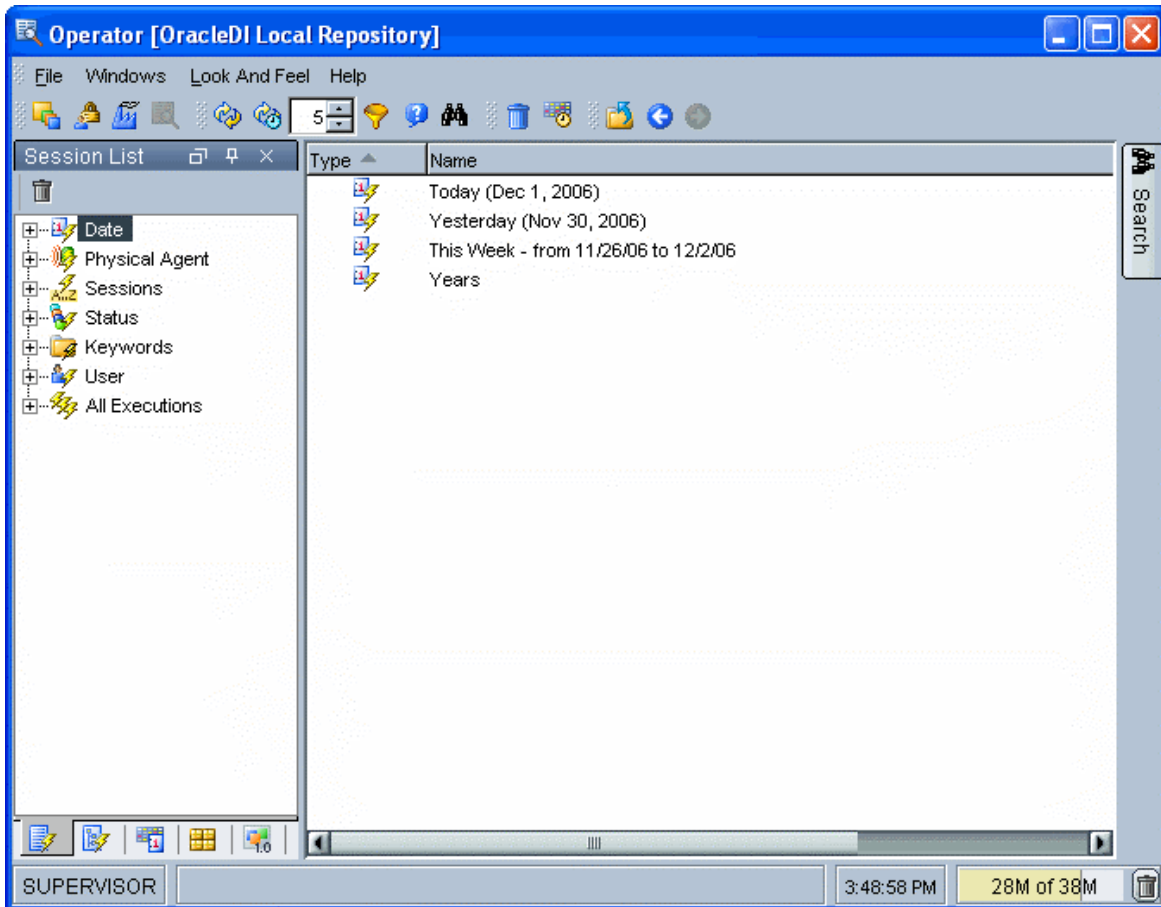 Operator [OracleDI Local Repository]
File Windows Look And Feel Help
5
Session List
Type Name
Date
Physical Agent
Sessions
Status
Keywords
User
All Executions
Today (Dec 1, 2006)
Yesterday (Nov 30, 2006)
This Week - from 11/26/06 to 12/2/06
Years
Search
SUPERVISOR
3:48:58 PM
28M of 38M